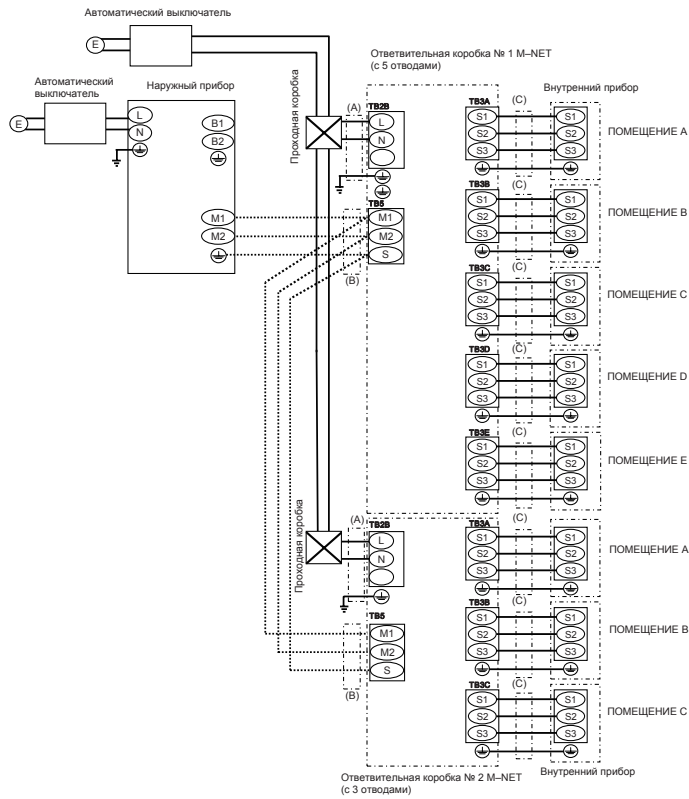 Автоматический выключатель
E
Ответвительная коробка № 1 M–NET
(с 5 отводами)
Автоматический
выключатель
Наружный прибор
Внутренний прибор
E
L
N
B1
B2
M1
M2
Проходная коробка
(A)
TB2B
L
N
TB5
M1
M2
S
(B)
TB3A
(C)
S1
S1
S2
S2
S3
S3
ПОМЕЩЕНИЕ A
TB3B
(C)
S1
S1
S2
S2
S3
S3
ПОМЕЩЕНИЕ B
TB3C
(C)
S1
S1
S2
S2
S3
S3
ПОМЕЩЕНИЕ C
TB3D
(C)
S1
S1
S2
S2
S3
S3
ПОМЕЩЕНИЕ D
TB3E
(C)
S1
S1
S2
S2
S3
S3
ПОМЕЩЕНИЕ E
Проходная коробка
(A)
TB2B
L
N
TB5
M1
M2
S
(B)
TB3A
(C)
S1
S1
S2
S2
S3
S3
ПОМЕЩЕНИЕ A
TB3B
(C)
S1
S1
S2
S2
S3
S3
ПОМЕЩЕНИЕ B
TB3C
(C)
S1
S1
S2
S2
S3
S3
ПОМЕЩЕНИЕ C
Внутренний прибор
Ответвительная коробка № 2 M–NET
(с 3 отводами)